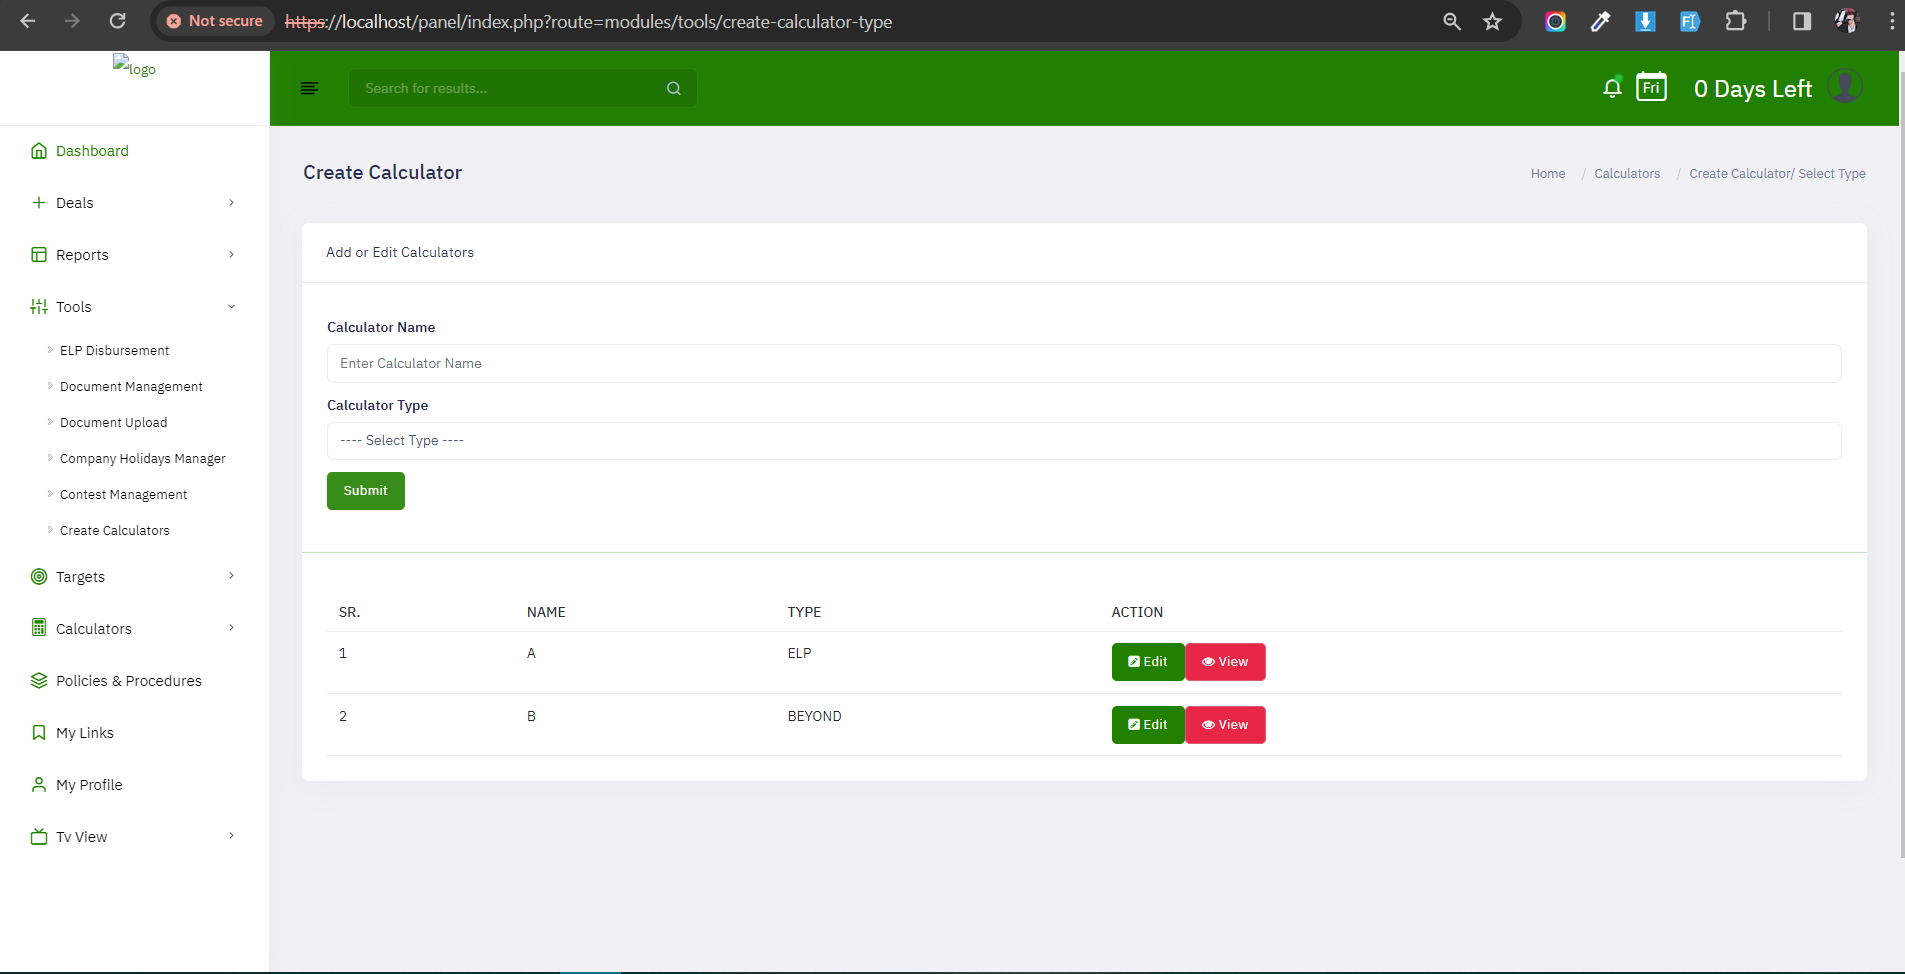 Not secure
https://localhost/panel/index.php?route=modules/tools/create-calculator-type
logo
Search for results...
Fri
0 Days Left
Dashboard
Deals
Reports
Tools
ELP Disbursement
Document Management
Document Upload
Company Holidays Manager
Contest Management
Create Calculators
Targets
Calculators
Policies & Procedures
My Links
My Profile
Tv View
Create Calculator
Home / Calculators / Create Calculator/ Select Type
Add or Edit Calculators
Calculator Name
Enter Calculator Name
Calculator Type
---- Select Type ----
Submit
SR. NAME TYPE ACTION
1 A ELP Edit View
2 B BEYOND Edit View